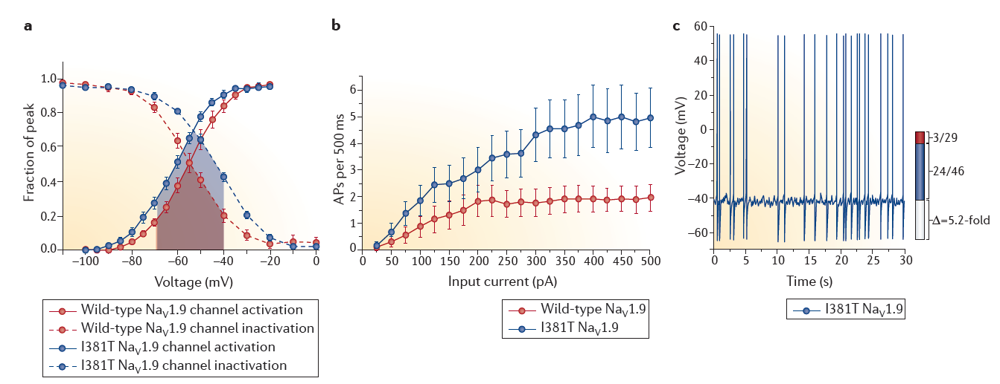 a
Fraction of peak
1.0
0.8
0.6
0.4
0.2
0.0
–100
–80
–60
–40
–20
0
Voltage (mV)
Wild-type NaV1.9 channel activation
Wild-type NaV1.9 channel inactivation
I381T NaV1.9 channel activation
I381T NaV1.9 channel inactivation
b
APs per 500 ms
6
5
4
3
2
1
0
0
50
100
150
200
250
300
350
400
450
500
Input current (pA)
Wild-type NaV1.9
I381T NaV1.9
c
Voltage (mV)
60
40
20
0
–20
–40
–60
0
5
10
15
20
25
30
Time (s)
I381T NaV1.9
3/29
24/46
Δ=5.2-fold